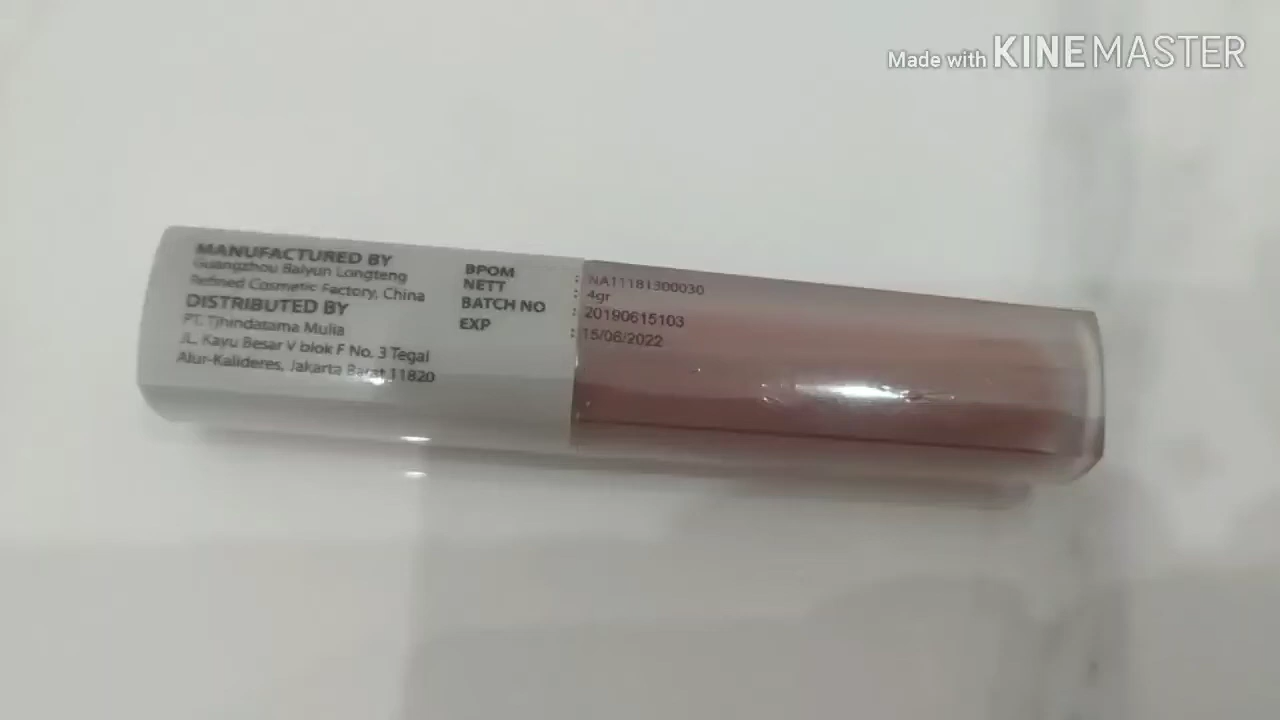 Made with KINEMASTER
MANUFACTURED BY
Guangzhou Baiyun Longteng
Refined Cosmetic Factory, China
DISTRIBUTED BY
PT. Tjhindatama Mulia
JL. Kayu Besar V blok F No. 3 Tegal
Alur-Kalideres, Jakarta Barat 11820
BPOM : NA11181300030
NETT : 4gr
BATCH NO : 20190615103
EXP : 15/06/2022